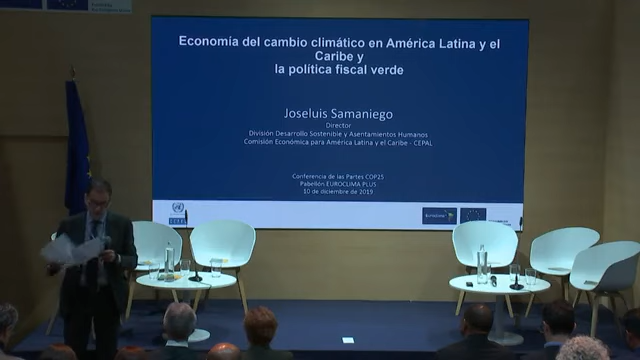 Economía del cambio climático en América Latina y el
Caribe y
la política fiscal verde
Joseluis Samaniego
Director
División Desarrollo Sostenible y Asentamientos Humanos
Comisión Económica para América Latina y el Caribe - CEPAL
Conferencia de las Partes COP25
Pabellón EUROCLIMA PLUS
10 de diciembre de 2019